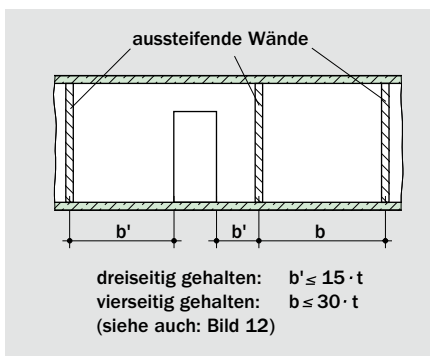 aussteifende Wände
b' b' b
dreiseitig gehalten: b' ≤ 15 · t
vierseitig gehalten: b ≤ 30 · t
(siehe auch: Bild 12)